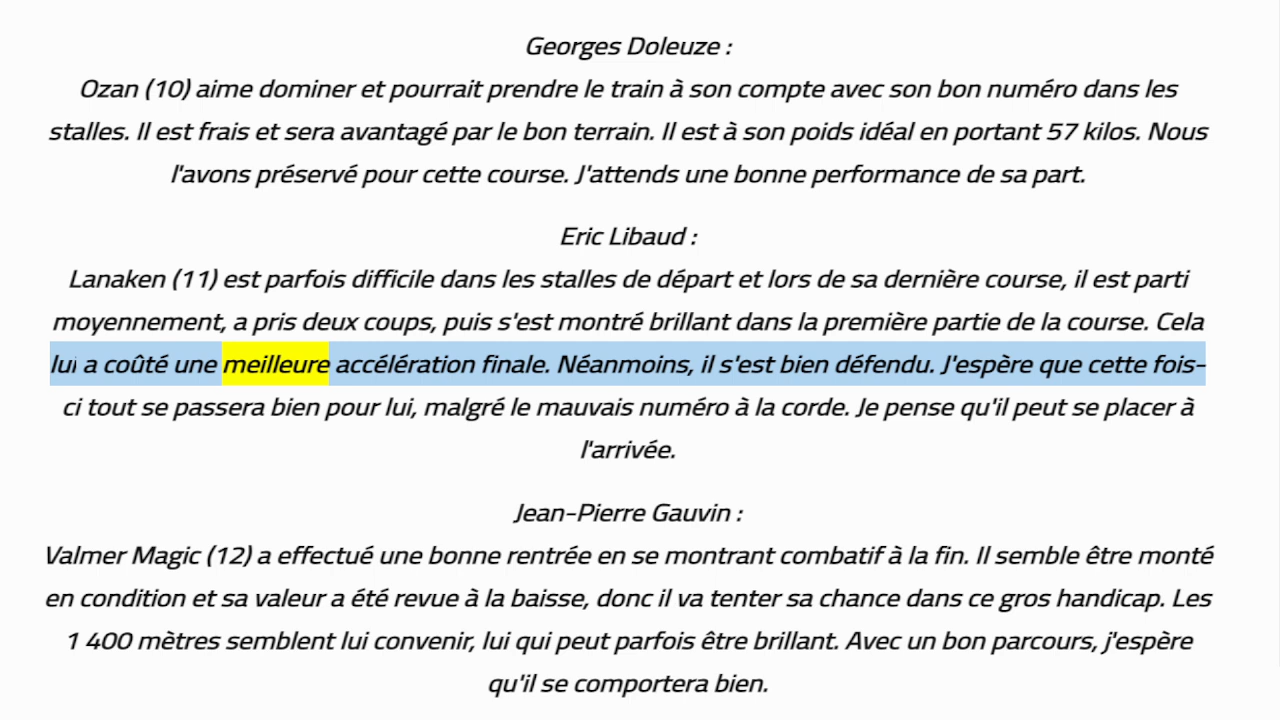 Georges Doleuze :
Ozan (10) aime dominer et pourrait prendre le train à son compte avec son bon numéro dans les
stalles. Il est frais et sera avantagé par le bon terrain. Il est à son poids idéal en portant 57 kilos. Nous
l'avons préservé pour cette course. J'attends une bonne performance de sa part.
Eric Libaud :
Lanaken (11) est parfois difficile dans les stalles de départ et lors de sa dernière course, il est parti
moyennement, a pris deux coups, puis s'est montré brillant dans la première partie de la course. Cela
lui a coûté une meilleure accélération finale. Néanmoins, il s'est bien défendu. J'espère que cette fois-
ci tout se passera bien pour lui, malgré le mauvais numéro à la corde. Je pense qu'il peut se placer à
l'arrivée.
Jean-Pierre Gauvin :
Valmer Magic (12) a effectué une bonne rentrée en se montrant combatif à la fin. Il semble être monté
en condition et sa valeur a été revue à la baisse, donc il va tenter sa chance dans ce gros handicap. Les
1 400 mètres semblent lui convenir, lui qui peut parfois être brillant. Avec un bon parcours, j'espère
qu'il se comportera bien.